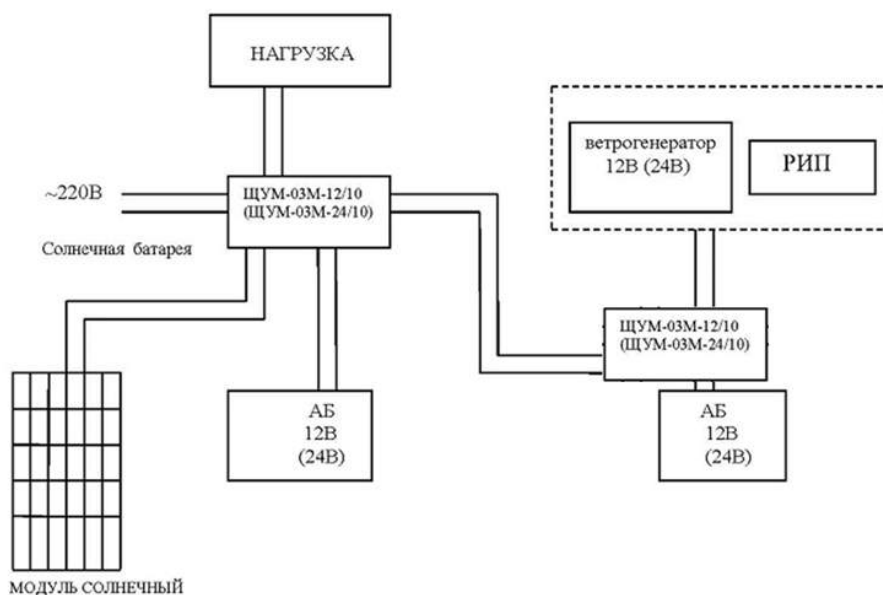 НАГРУЗКА
ветрогенератор
12В (24В)
РИП
~220В
ЩУМ-03М-12/10
(ЩУМ-03М-24/10)
Солнечная батарея
ЩУМ-03М-12/10
(ЩУМ-03М-24/10)
АБ
12В
(24В)
АБ
12В
(24В)
МОДУЛЬ СОЛНЕЧНЫЙ